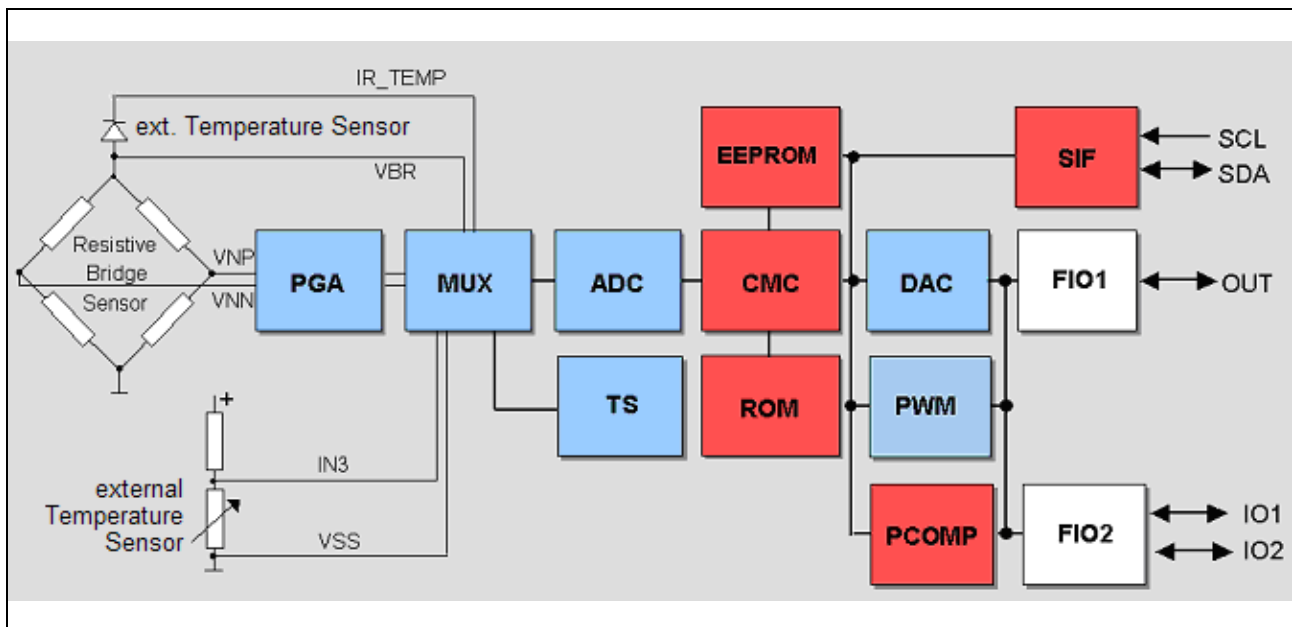 IR_TEMP
ext. Temperature Sensor
VBR
Resistive
Bridge
Sensor
VNP
VNN
PGA
MUX
ADC
TS
EEPROM
CMC
ROM
SIF
SCL
SDA
DAC
PWM
PCOMP
FIO1
OUT
FIO2
IO1
IO2
+
IN3
external
Temperature
Sensor
VSS